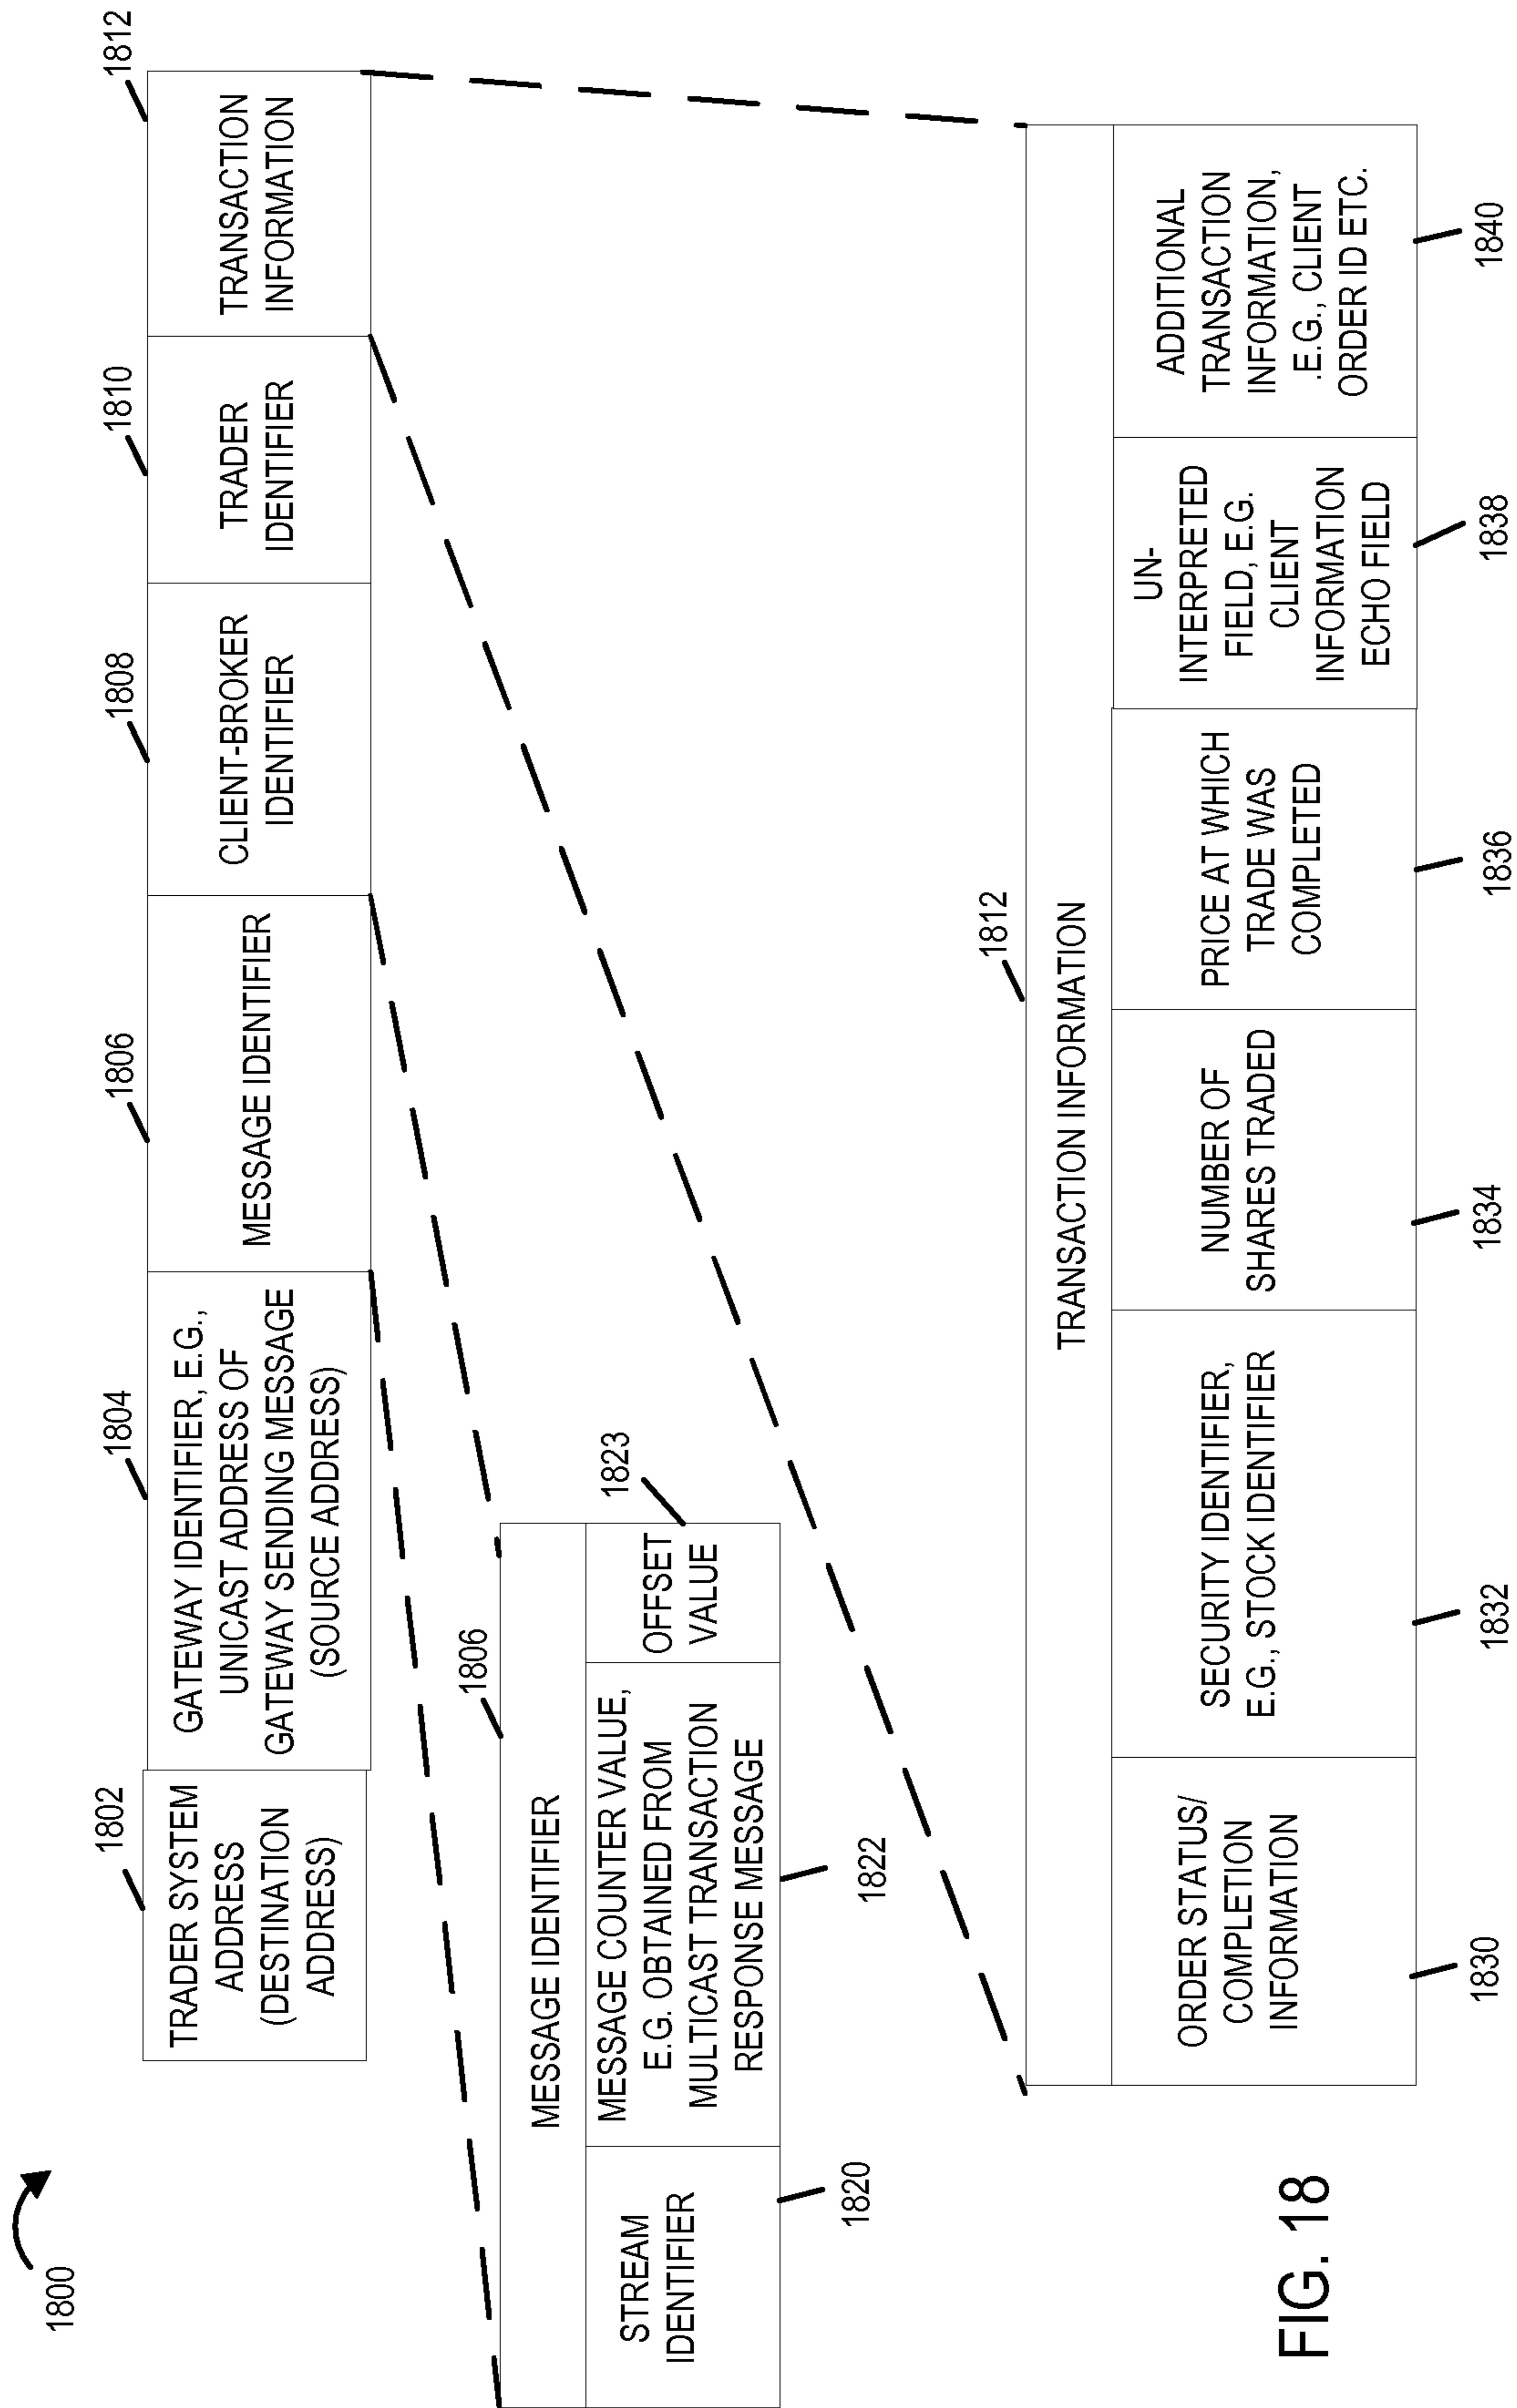 1800
1802
TRADER SYSTEM
ADDRESS
(DESTINATION
ADDRESS)
1804
GATEWAY IDENTIFIER, E.G.,
UNICAST ADDRESS OF
GATEWAY SENDING MESSAGE
(SOURCE ADDRESS)
1806
MESSAGE IDENTIFIER
1808
CLIENT-BROKER
IDENTIFIER
1810
TRADER
IDENTIFIER
1812
TRANSACTION
INFORMATION
1806
MESSAGE IDENTIFIER
STREAM
IDENTIFIER
1820
MESSAGE COUNTER VALUE,
E.G. OBTAINED FROM
MULTICAST TRANSACTION
RESPONSE MESSAGE
1822
OFFSET
VALUE
1823
1812
TRANSACTION INFORMATION
ORDER STATUS/
COMPLETION
INFORMATION
1830
SECURITY IDENTIFIER,
E.G., STOCK IDENTIFIER
1832
NUMBER OF
SHARES TRADED
1834
PRICE AT WHICH
TRADE WAS
COMPLETED
1836
UN-
INTERPRETED
FIELD, E.G.
CLIENT
INFORMATION
ECHO FIELD
1838
ADDITIONAL
TRANSACTION
INFORMATION,
.E.G., CLIENT
ORDER ID ETC.
1840
FIG. 18